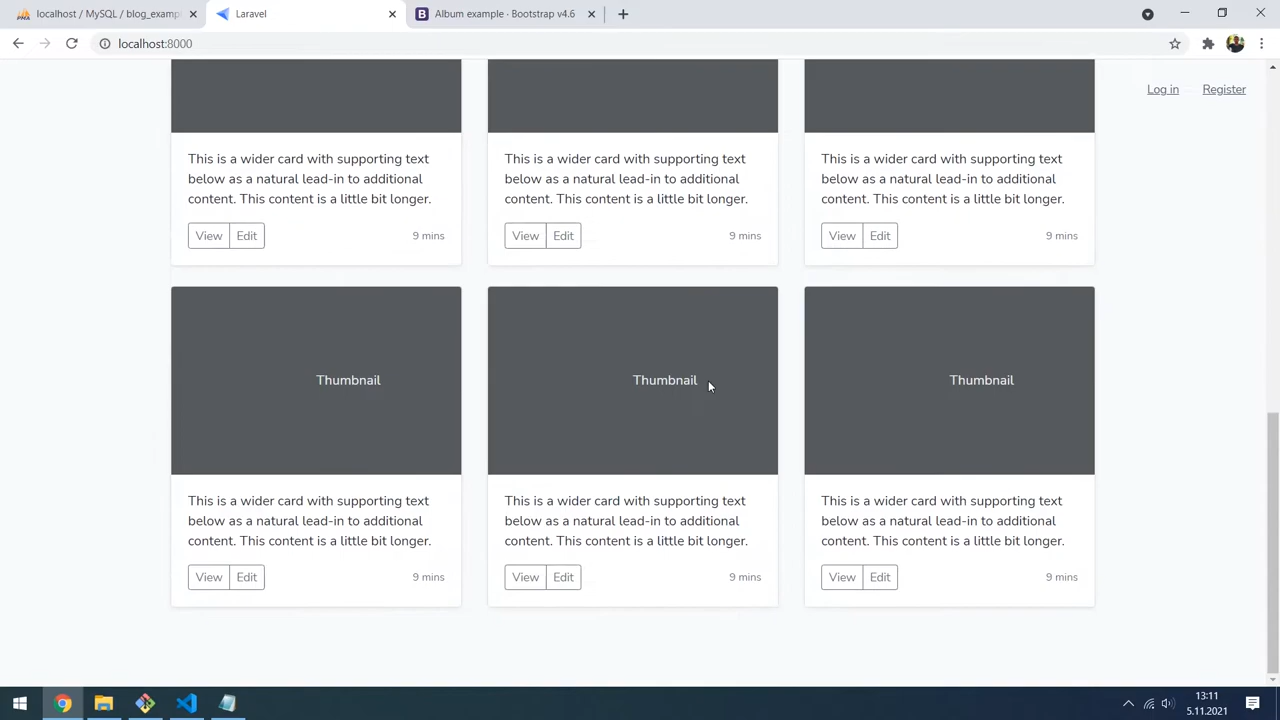 localhost / MySQL / blog_examp
Laravel
Album example · Bootstrap v4.6
localhost:8000
Log in
Register
This is a wider card with supporting text
below as a natural lead-in to additional
content. This content is a little bit longer.
View
Edit
9 mins
This is a wider card with supporting text
below as a natural lead-in to additional
content. This content is a little bit longer.
View
Edit
9 mins
This is a wider card with supporting text
below as a natural lead-in to additional
content. This content is a little bit longer.
View
Edit
9 mins
Thumbnail
This is a wider card with supporting text
below as a natural lead-in to additional
content. This content is a little bit longer.
View
Edit
9 mins
Thumbnail
This is a wider card with supporting text
below as a natural lead-in to additional
content. This content is a little bit longer.
View
Edit
9 mins
Thumbnail
This is a wider card with supporting text
below as a natural lead-in to additional
content. This content is a little bit longer.
View
Edit
9 mins
13:11
5.11.2021